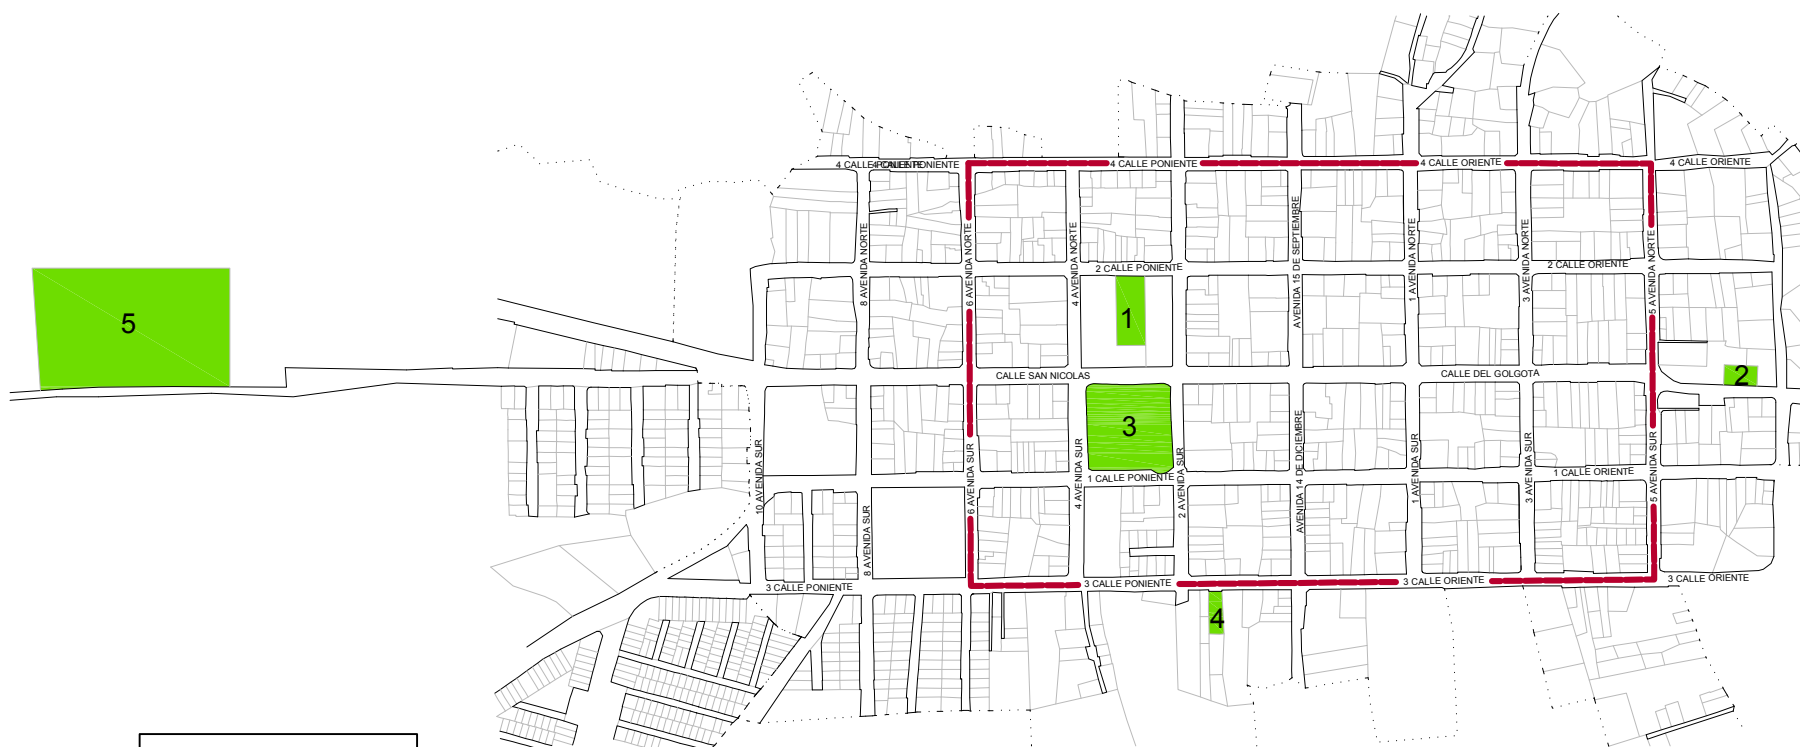 4 CALLE PONIENTE
4 CALLE PONIENTE
4 CALLE PONIENTE
4 CALLE ORIENTE
4 CALLE ORIENTE
8 AVENIDA NORTE
6 AVENIDA NORTE
4 AVENIDA NORTE
AVENIDA 15 DE SEPTIEMBRE
1 AVENIDA NORTE
3 AVENIDA NORTE
5 AVENIDA NORTE
2 CALLE PONIENTE
2 CALLE ORIENTE
5
1
CALLE SAN NICOLAS
CALLE DEL GOLGOTA
2
3
10 AVENIDA SUR
8 AVENIDA SUR
6 AVENIDA SUR
4 AVENIDA SUR
2 AVENIDA SUR
AVENIDA 14 DE DICIEMBRE
1 AVENIDA SUR
3 AVENIDA SUR
5 AVENIDA SUR
1 CALLE PONIENTE
1 CALLE ORIENTE
3 CALLE PONIENTE
3 CALLE PONIENTE
3 CALLE ORIENTE
3 CALLE ORIENTE
4